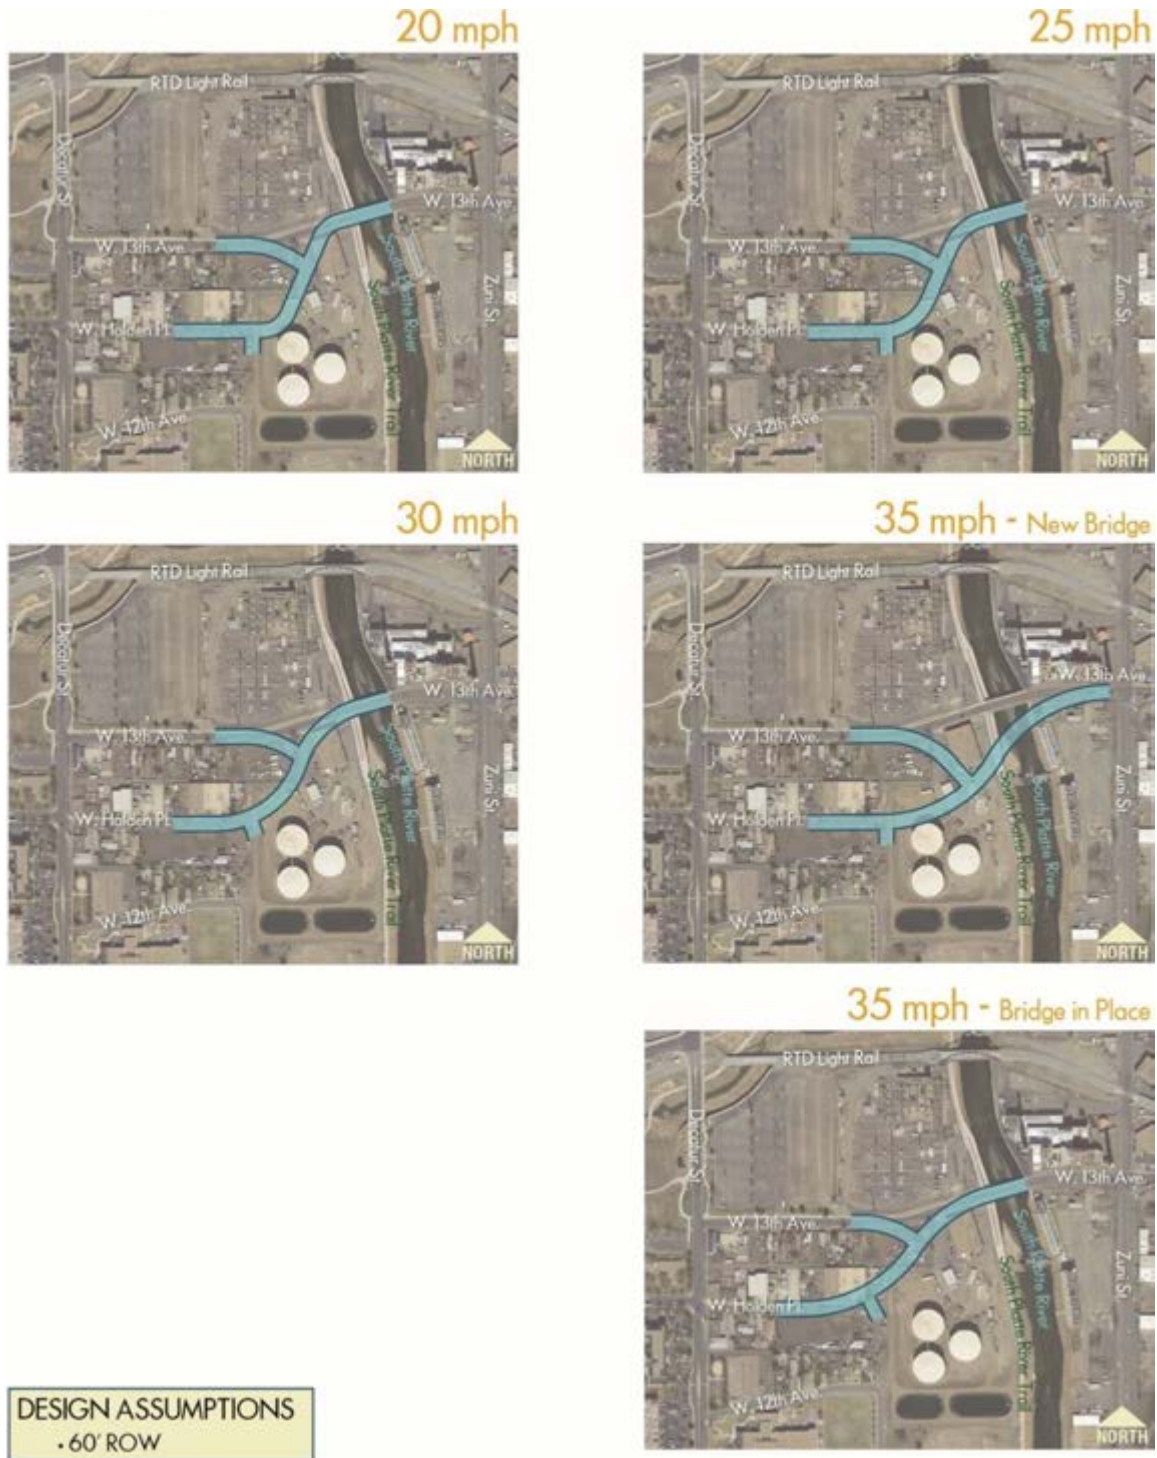 20 mph
RTD Light Rail
Decatur St
W. 13th Ave.
W. 13th Ave.
South Platte River
Zuni St.
South Platte River Trail
W. Holden Pl.
W. 12th Ave.
NORTH
25 mph
RTD Light Rail
Decatur St
W. 13th Ave.
W. 13th Ave.
South Platte River
Zuni St.
South Platte River Trail
W. Holden Pl.
W. 12th Ave.
NORTH
30 mph
RTD Light Rail
Decatur St
W. 13th Ave.
W. 13th Ave.
South Platte River
Zuni St.
South Platte River Trail
W. Holden Pl.
W. 12th Ave.
NORTH
35 mph - New Bridge
RTD Light Rail
Decatur St
W. 13th Ave.
W. 13th Ave.
South Platte River
Zuni St.
South Platte River Trail
W. Holden Pl.
W. 12th Ave.
NORTH
35 mph - Bridge in Place
RTD Light Rail
Decatur St
W. 13th Ave.
W. 13th Ave.
South Platte River
Zuni St.
South Platte River Trail
W. Holden Pl.
W. 12th Ave.
NORTH
DESIGN ASSUMPTIONS
• 60' ROW